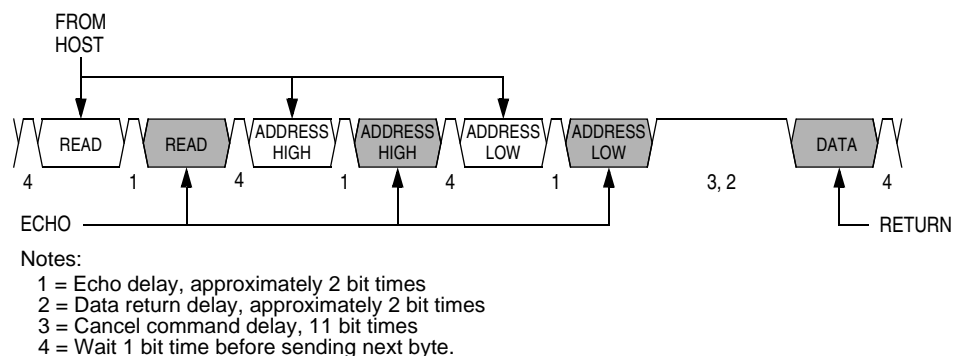 FROM
HOST
READ READ ADDRESS HIGH ADDRESS HIGH ADDRESS LOW ADDRESS LOW DATA
4 1 4 1 4 1 3, 2 4
ECHO RETURN
Notes:
1 = Echo delay, approximately 2 bit times
2 = Data return delay, approximately 2 bit times
3 = Cancel command delay, 11 bit times
4 = Wait 1 bit time before sending next byte.